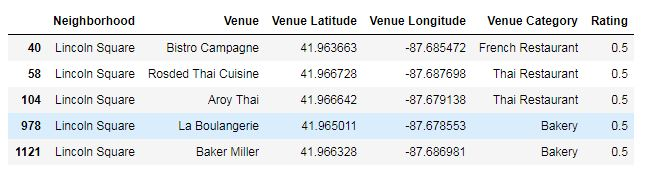 Neighborhood Venue Venue Latitude Venue Longitude Venue Category Rating
40 Lincoln Square Bistro Campagne 41.963663 -87.685472 French Restaurant 0.5
58 Lincoln Square Rosded Thai Cuisine 41.966728 -87.687698 Thai Restaurant 0.5
104 Lincoln Square Aroy Thai 41.966642 -87.679138 Thai Restaurant 0.5
978 Lincoln Square La Boulangerie 41.965011 -87.678553 Bakery 0.5
1121 Lincoln Square Baker Miller 41.966328 -87.686981 Bakery 0.5